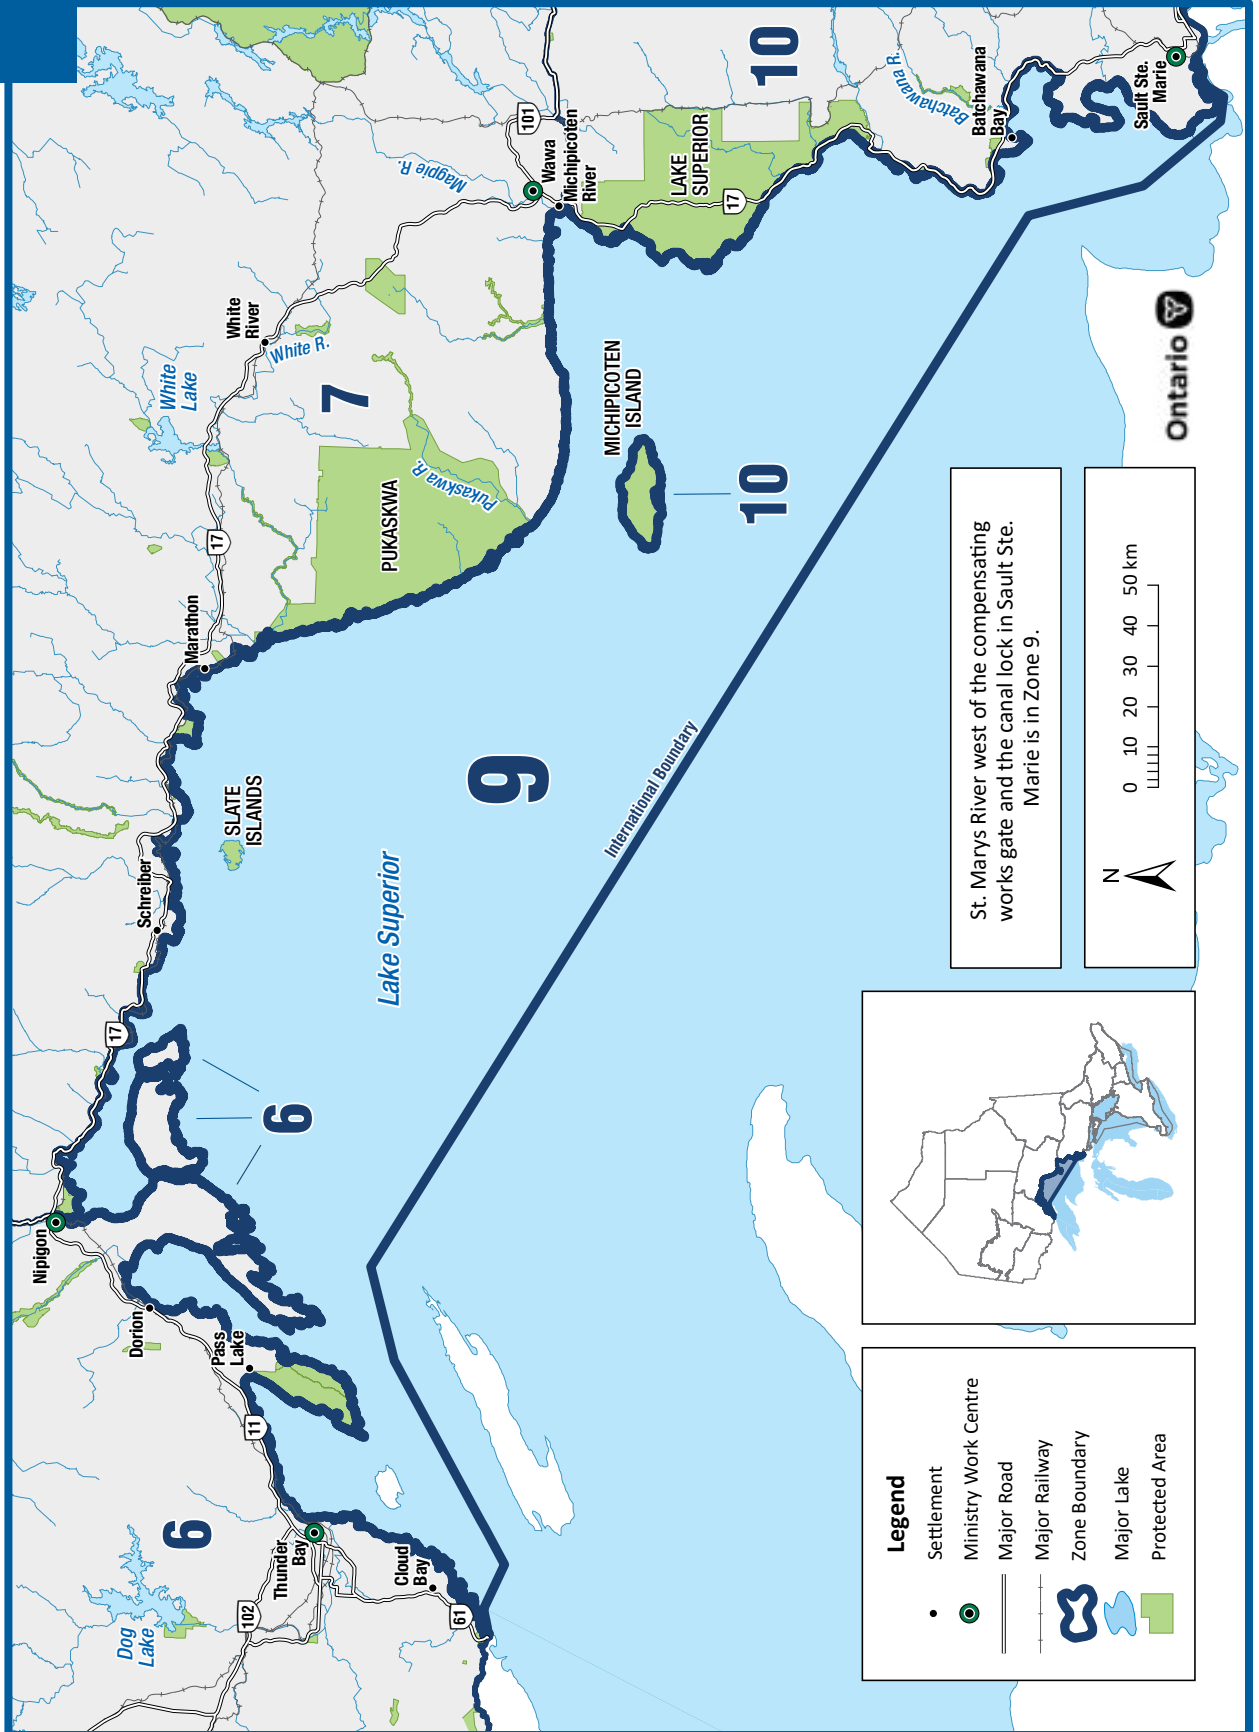 Dog
Lake
6
102
Thunder
Bay
Cloud
Bay
61
11
Pass
Lake
Dorion
Nipigon
6
17
Schreiber
SLATE
ISLANDS
Lake Superior
9
International Boundary
Marathon
17
PUKASKWA
Pukaskwa R.
7
White
Lake
White
River
White R.
Magpie R.
101
Wawa
Michipicoten
River
MICHIPICOTEN
ISLAND
10
LAKE
SUPERIOR
17
10
Batchawana R.
Batchawana
Bay
Sault Ste.
Marie
Legend
Settlement
Ministry Work Centre
Major Road
Major Railway
Zone Boundary
Major Lake
Protected Area
St. Marys River west of the compensating
works gate and the canal lock in Sault Ste.
Marie is in Zone 9.
N
0 10 20 30 40 50 km
Ontario